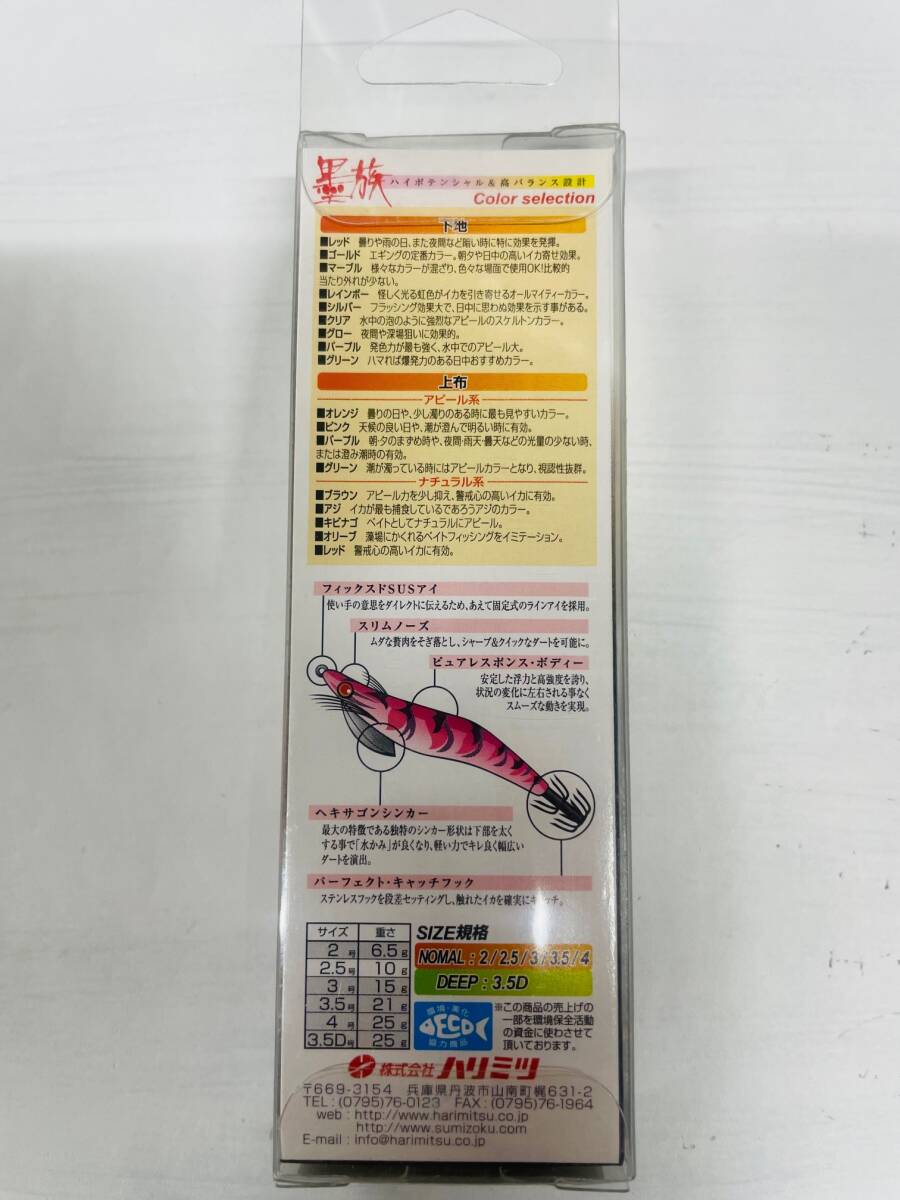 墨族
ハイポテンシャル&高バランス設計
Color selection
下地
■レッド 曇りや雨の日、また夜間など暗い時に特に効果を発揮。
■ゴールド エギングの定番カラー。朝夕や日中の高いイカ寄せ効果。
■マーブル 様々なカラーが混ざり、色々な場面で使用OK!比較的
当たり外れが少ない。
■レインボー 怪しく光る虹色がイカを引き寄せるオールマイティーカラー。
■シルバー フラッシング効果大で、日中に思わぬ効果を示す事がある。
■クリア 水中の泡のように強烈なアピールのスケルトンカラー。
■グロー 夜間や深場狙いに効果的。
■パープル 発色力が最も強く、水中でのアピール大。
■グリーン ハマれば爆発力のある日中おすすめカラー。
上布
アピール系
■オレンジ 曇りの日や、少し濁りのある時に最も見やすいカラー。
■ピンク 天候の良い日や、潮が澄んで明るい時に有効。
■パープル 朝・夕のまずめ時や、夜間・雨天・曇天などの光量の少ない時、
または澄み潮時の有効。
■グリーン 潮が濁っている時にはアピールカラーとなり、視認性抜群。
ナチュラル系
■ブラウン アピール力を少し抑え、警戒心の高いイカに有効。
■アジ イカが最も捕食しているであろうアジのカラー。
■キビナゴ ベイトとしてナチュラルにアピール。
■オリーブ 藻場にかくれるベイトフィッシングをイミテーション。
■レッド 警戒心の高いイカに有効。
フィックスドSUSアイ
使い手の意思をダイレクトに伝えるため、あえて固定式のラインアイを採用。
スリムノーズ
ムダな贅肉をそぎ落とし、シャープ&クイックなダートを可能に。
ピュアレスポンス・ボディー
安定した浮力と高強度を誇り、
状況の変化に左右される事なく
スムーズな動きを実現。
ヘキサゴンシンカー
最大の特徴である独特のシンカー形状は下部を太く
する事で「水かみ」が良くなり、軽い力でキレ良く幅広い
ダートを演出。
パーフェクト・キャッチフック
ステンレスフックを段差セッティングし、触れたイカを確実にキャッチ。
サイズ 重さ
2号 6.5g
2.5号 10g
3号 15g
3.5号 21g
4号 25g
3.5D号 25g
SIZE規格
NOMAL:2/2.5/3/3.5/4
DEEP:3.5D
環境・美化
ECO
協力商品
※この商品の売上げの
一部を環境保全活動
の資金に使わさせて
頂いております。
株式会社ハリミツ
〒669-3154 兵庫県丹波市山南町梶631-2
TEL:(0795)76-0123 FAX:(0795)76-1964
web:http://www.harimitsu.co.jp
http://www.sumizoku.com
E-mail:info@harimitsu.co.jp